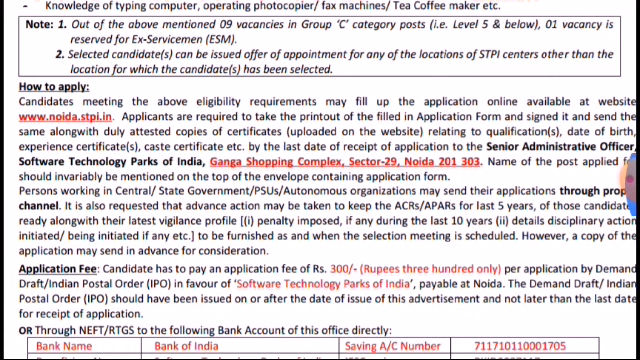 - Knowledge of typing computer, operating photocopier/ fax machines/ Tea Coffee maker etc.
Note: 1. Out of the above mentioned 09 vacancies in Group ‘C’ category posts (i.e. Level 5 & below), 01 vacancy is
reserved for Ex-Servicemen (ESM).
2. Selected candidate(s) can be issued offer of appointment for any of the locations of STPI centers other than the
location for which the candidate(s) has been selected.
How to apply:
Candidates meeting the above eligibility requirements may fill up the application online available at website
www.noida.stpi.in. Applicants are required to take the printout of the filled in Application Form and signed it and send the
same alongwith duly attested copies of certificates (uploaded on the website) relating to qualification(s), date of birth,
experience certificate(s), caste certificate etc. by the last date of receipt of application to the Senior Administrative Officer,
Software Technology Parks of India, Ganga Shopping Complex, Sector-29, Noida 201 303. Name of the post applied
should invariably be mentioned on the top of the envelope containing application form.
Persons working in Central/ State Government/PSUs/Autonomous organizations may send their applications through prop
channel. It is also requested that advance action may be taken to keep the ACRs/APARs for last 5 years, of those candidate
ready alongwith their latest vigilance profile [(i) penalty imposed, if any during the last 10 years (ii) details disciplinary action
initiated/ being initiated if any etc.] to be furnished as and when the selection meeting is scheduled. However, a copy of the
application may send in advance for consideration.
Application Fee: Candidate has to pay an application fee of Rs. 300/- (Rupees three hundred only) per application by Demand
Draft/Indian Postal Order (IPO) in favour of ‘Software Technology Parks of India’, payable at Noida. The Demand Draft/ Indian
Postal Order (IPO) should have been issued on or after the date of issue of this advertisement and not later than the last date
for receipt of application.
OR Through NEFT/RTGS to the following Bank Account of this office directly:
Bank Name Bank of India Saving A/C Number 711710110001705